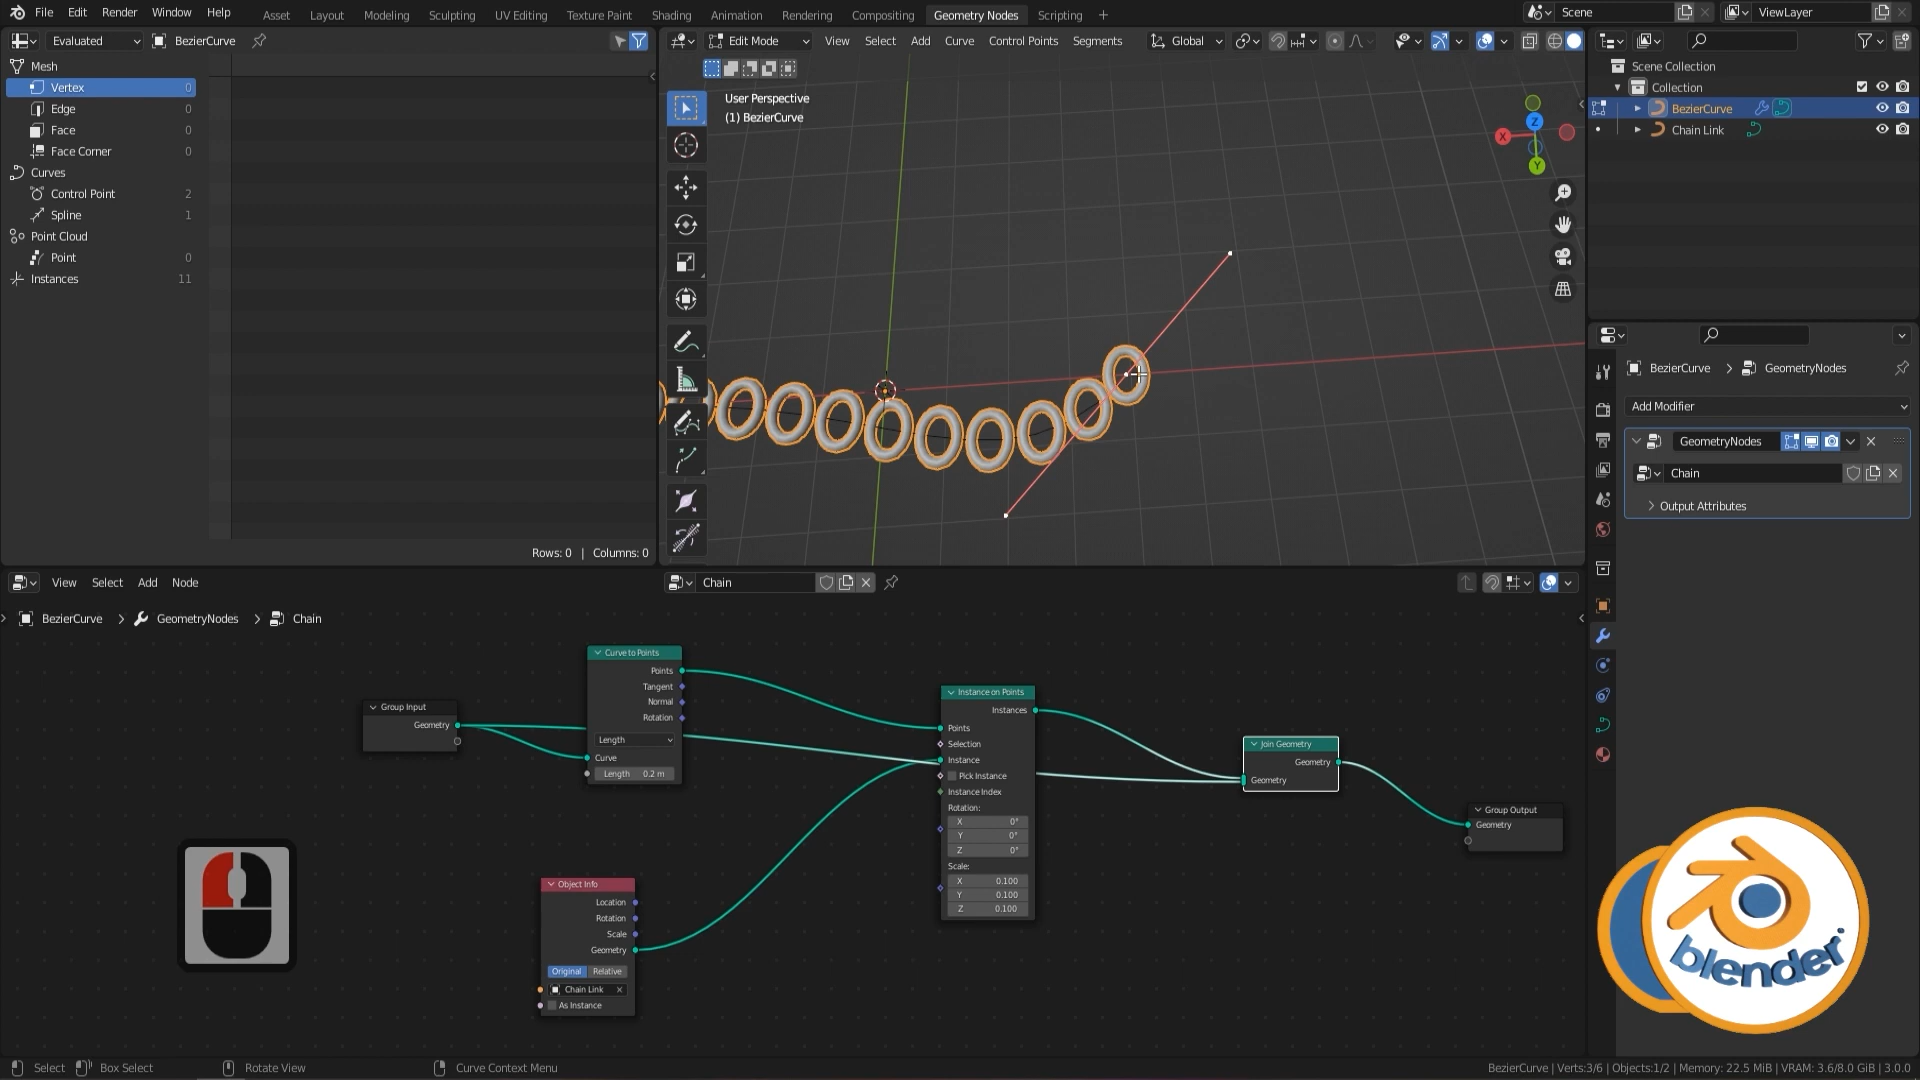 File Edit Render Window Help Asset Layout Modeling Sculpting UV Editing Texture Paint Shading Animation Rendering Compositing Geometry Nodes Scripting + Scene ViewLayer
Evaluated BezierCurve
Mesh
Vertex 0
Edge 0
Face 0
Face Corner 0
Curves
Control Point 2
Spline 1
Point Cloud
Point 0
Instances 11
Rows: 0 | Columns: 0
Edit Mode View Select Add Curve Control Points Segments Global
User Perspective
(1) BezierCurve
X
Z
Y
Scene Collection
Collection
BezierCurve
Chain Link
BezierCurve > GeometryNodes
Add Modifier
GeometryNodes
Chain
Output Attributes
View Select Add Node Chain
BezierCurve > GeometryNodes > Chain
Group Input
Geometry
Curve to Points
Points
Tangent
Normal
Rotation
Length
Curve
Length 0.2 m
Object Info
Location
Rotation
Scale
Geometry
Original Relative
Chain Link
As Instance
Instance on Points
Instances
Points
Selection
Instance
Pick Instance
Instance Index
Rotation:
X 0°
Y 0°
Z 0°
Scale:
X 0.100
Y 0.100
Z 0.100
Join Geometry
Geometry
Geometry
Group Output
Geometry
blender
Select Box Select Rotate View Curve Context Menu BezierCurve | Verts:3/6 | Objects:1/2 | Memory: 22.5 MiB | VRAM: 3.6/8.0 GiB | 3.0.0